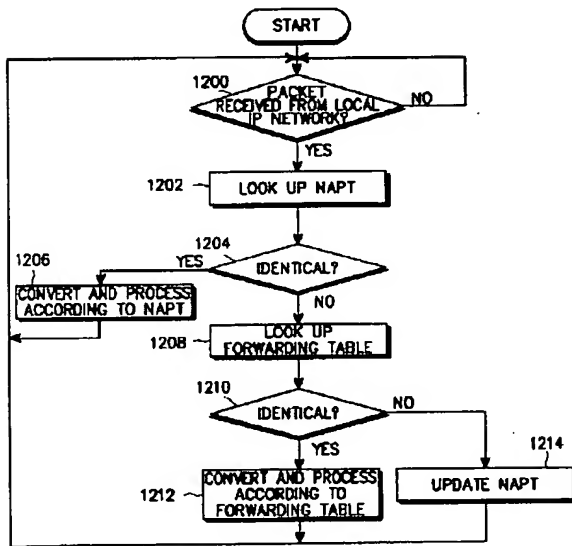 START
1200
PACKET
RECEIVED FROM LOCAL
IP NETWORK?
NO
YES
1202
LOOK UP NAPT
1204
1206
YES
IDENTICAL?
CONVERT AND PROCESS
ACCORDING TO NAPT
NO
1208
LOOK UP
FORWARDING TABLE
1210
IDENTICAL?
NO
YES
1214
1212
CONVERT AND PROCESS
ACCORDING TO
FORWARDING TABLE
UPDATE NAPT